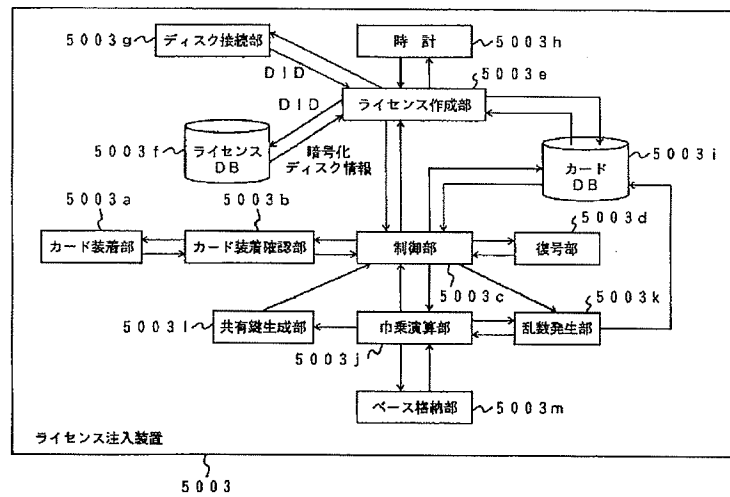 5003g
ディスク接続部
時 計
5003h
DID
5003e
DID
ライセンス作成部
5003f
ライセンス
DB
暗号化
ディスク情報
カード
DB
5003i
5003a
5003b
5003d
カード装着部
カード装着確認部
制御部
復号部
5003c
5003k
5003l
共有鍵生成部
巾乗演算部
乱数発生部
5003j
ベース格納部
5003m
ライセンス注入装置
5003